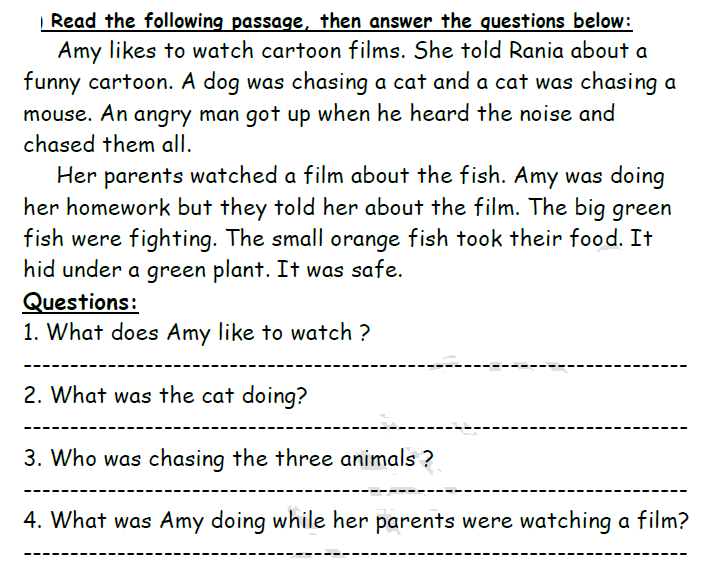 ) Read the following passage, then answer the questions below:
Amy likes to watch cartoon films. She told Rania about a
funny cartoon. A dog was chasing a cat and a cat was chasing a
mouse. An angry man got up when he heard the noise and
chased them all.
Her parents watched a film about the fish. Amy was doing
her homework but they told her about the film. The big green
fish were fighting. The small orange fish took their food. It
hid under a green plant. It was safe.
Questions:
1. What does Amy like to watch ?
2. What was the cat doing?
3. Who was chasing the three animals ?
4. What was Amy doing while her parents were watching a film?